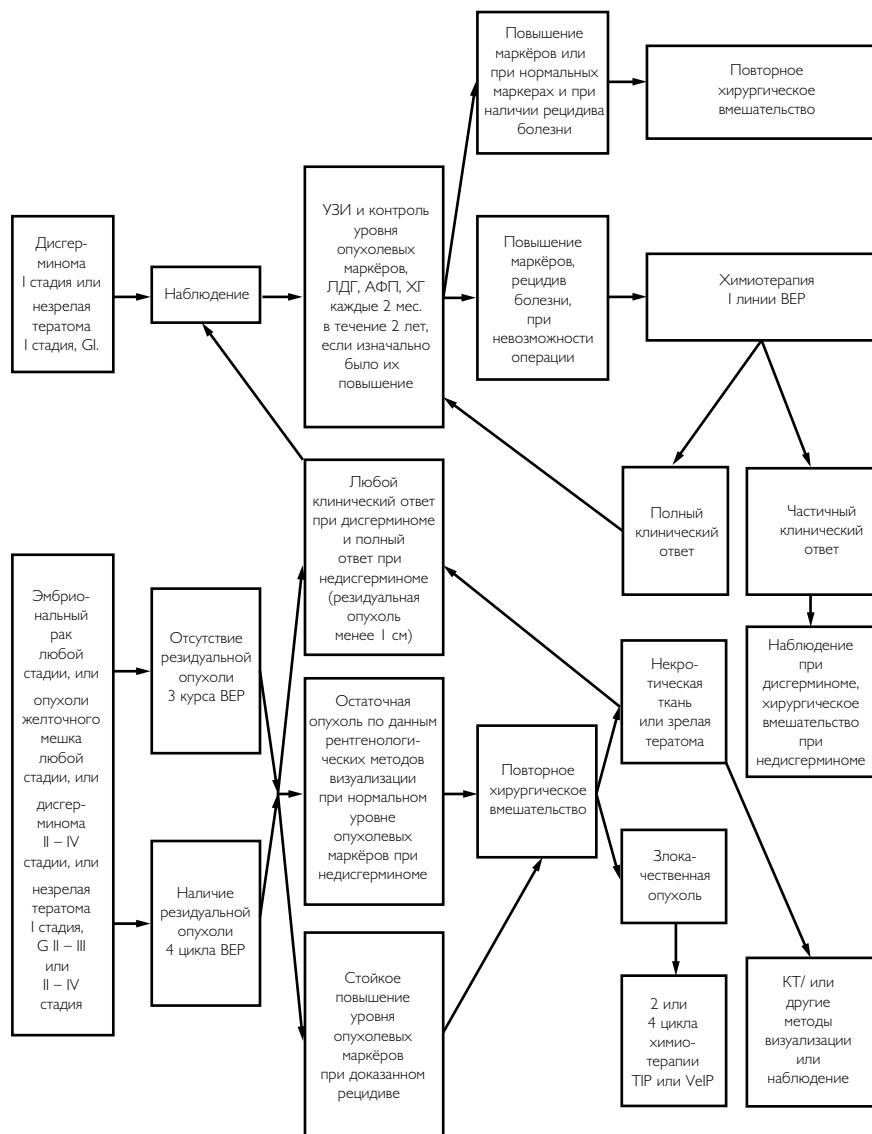 Повышение
маркёров или
при нормальных
маркерах и при
наличии рецидива
болезни
Повторное
хирургическое
вмешательство
Дисгер-
минома
I стадия или
незрелая
тератома
I стадия, GI.
Наблюдение
УЗИ и контроль
уровня
опухолевых
маркёров,
ЛДГ, АФП, ХГ
каждые 2 мес.
в течение 2 лет,
если изначально
было их
повышение
Повышение
маркёров,
рецидив
болезни,
при
невозможности
операции
Химиотерапия
I линии BEP
Любой
клинический ответ
при дисгерминоме
и полный
ответ при
недисгерминоме
(резидуальная
опухоль
менее 1 см)
Полный
клинический
ответ
Частичный
клинический
ответ
Эмбрио-
нальный
рак
любой
стадии, или
опухоли
желточного
мешка
любой
стадии, или
дисгер-
минома
II – IV
стадии, или
незрелая
тератома
I стадия,
G II – III
или
II – IV
стадия
Отсутствие
резидуальной
опухоли
3 курса BEP
Наличие
резидуальной
опухоли
4 цикла BEP
Остаточная
опухоль по данным
рентгенологи-
ческих методов
визуализации
при нормальном
уровне
опухолевых
маркёров при
недисгерминоме
Стойкое
повышение
уровня
опухолевых
маркёров
при доказанном
рецидиве
Повторное
хирургическое
вмешательство
Некро-
тическая
ткань
или зрелая
тератома
Наблюдение
при
дисгерминоме,
хирургическое
вмешательство
при
недисгерминоме
Злока-
чественная
опухоль
2 или
4 цикла
химио-
терапии
TIP или VeIP
КТ/ или
другие
методы
визуализации
или
наблюдение